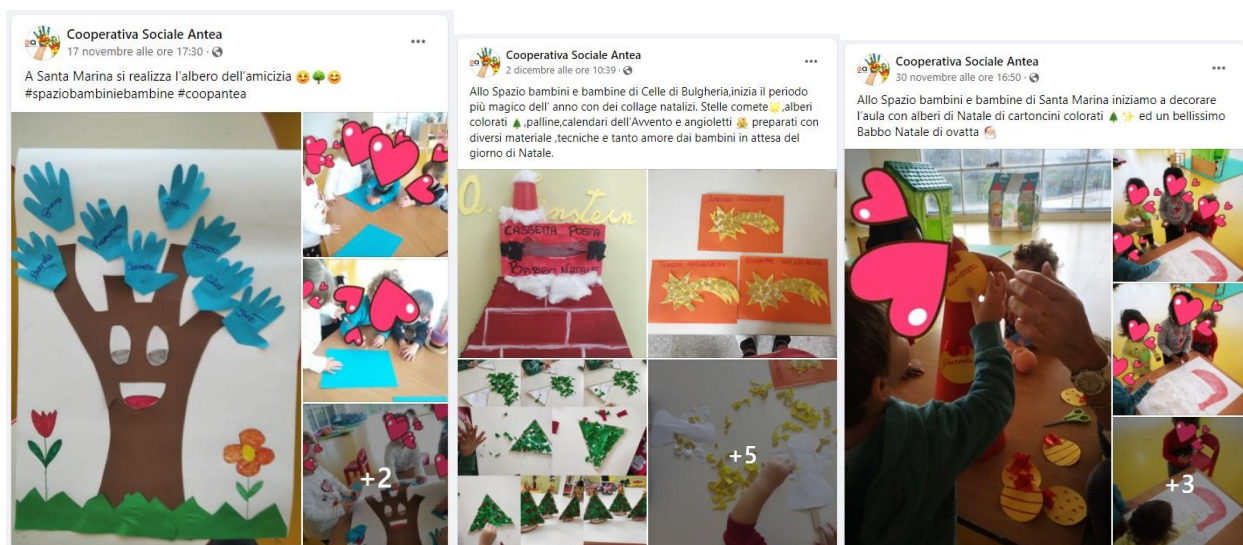 Cooperativa Sociale Antea
17 novembre alle ore 17:30 ·
A Santa Marina si realizza l'albero dell'amicizia 😊🌳😊
#spaziobambiniebambine #coopantea
+2
Cooperativa Sociale Antea
2 dicembre alle ore 10:39 ·
Allo Spazio bambini e bambine di Celle di Bulgheria,inizia il periodo
più magico dell' anno con dei collage natalizi. Stelle comete🌟,alberi
colorati 🎄,palline,calendari dell'Avvento e angioletti 👼 preparati con
diversi materiale ,tecniche e tanto amore dai bambini in attesa del
giorno di Natale.
CASSETTA POSTA
BABBO NATALE
+5
Cooperativa Sociale Antea
30 novembre alle ore 16:50 ·
Allo Spazio bambini e bambine di Santa Marina iniziamo a decorare
l'aula con alberi di Natale di cartoncini colorati 🎄✨ ed un bellissimo
Babbo Natale di ovatta 🎅
+3